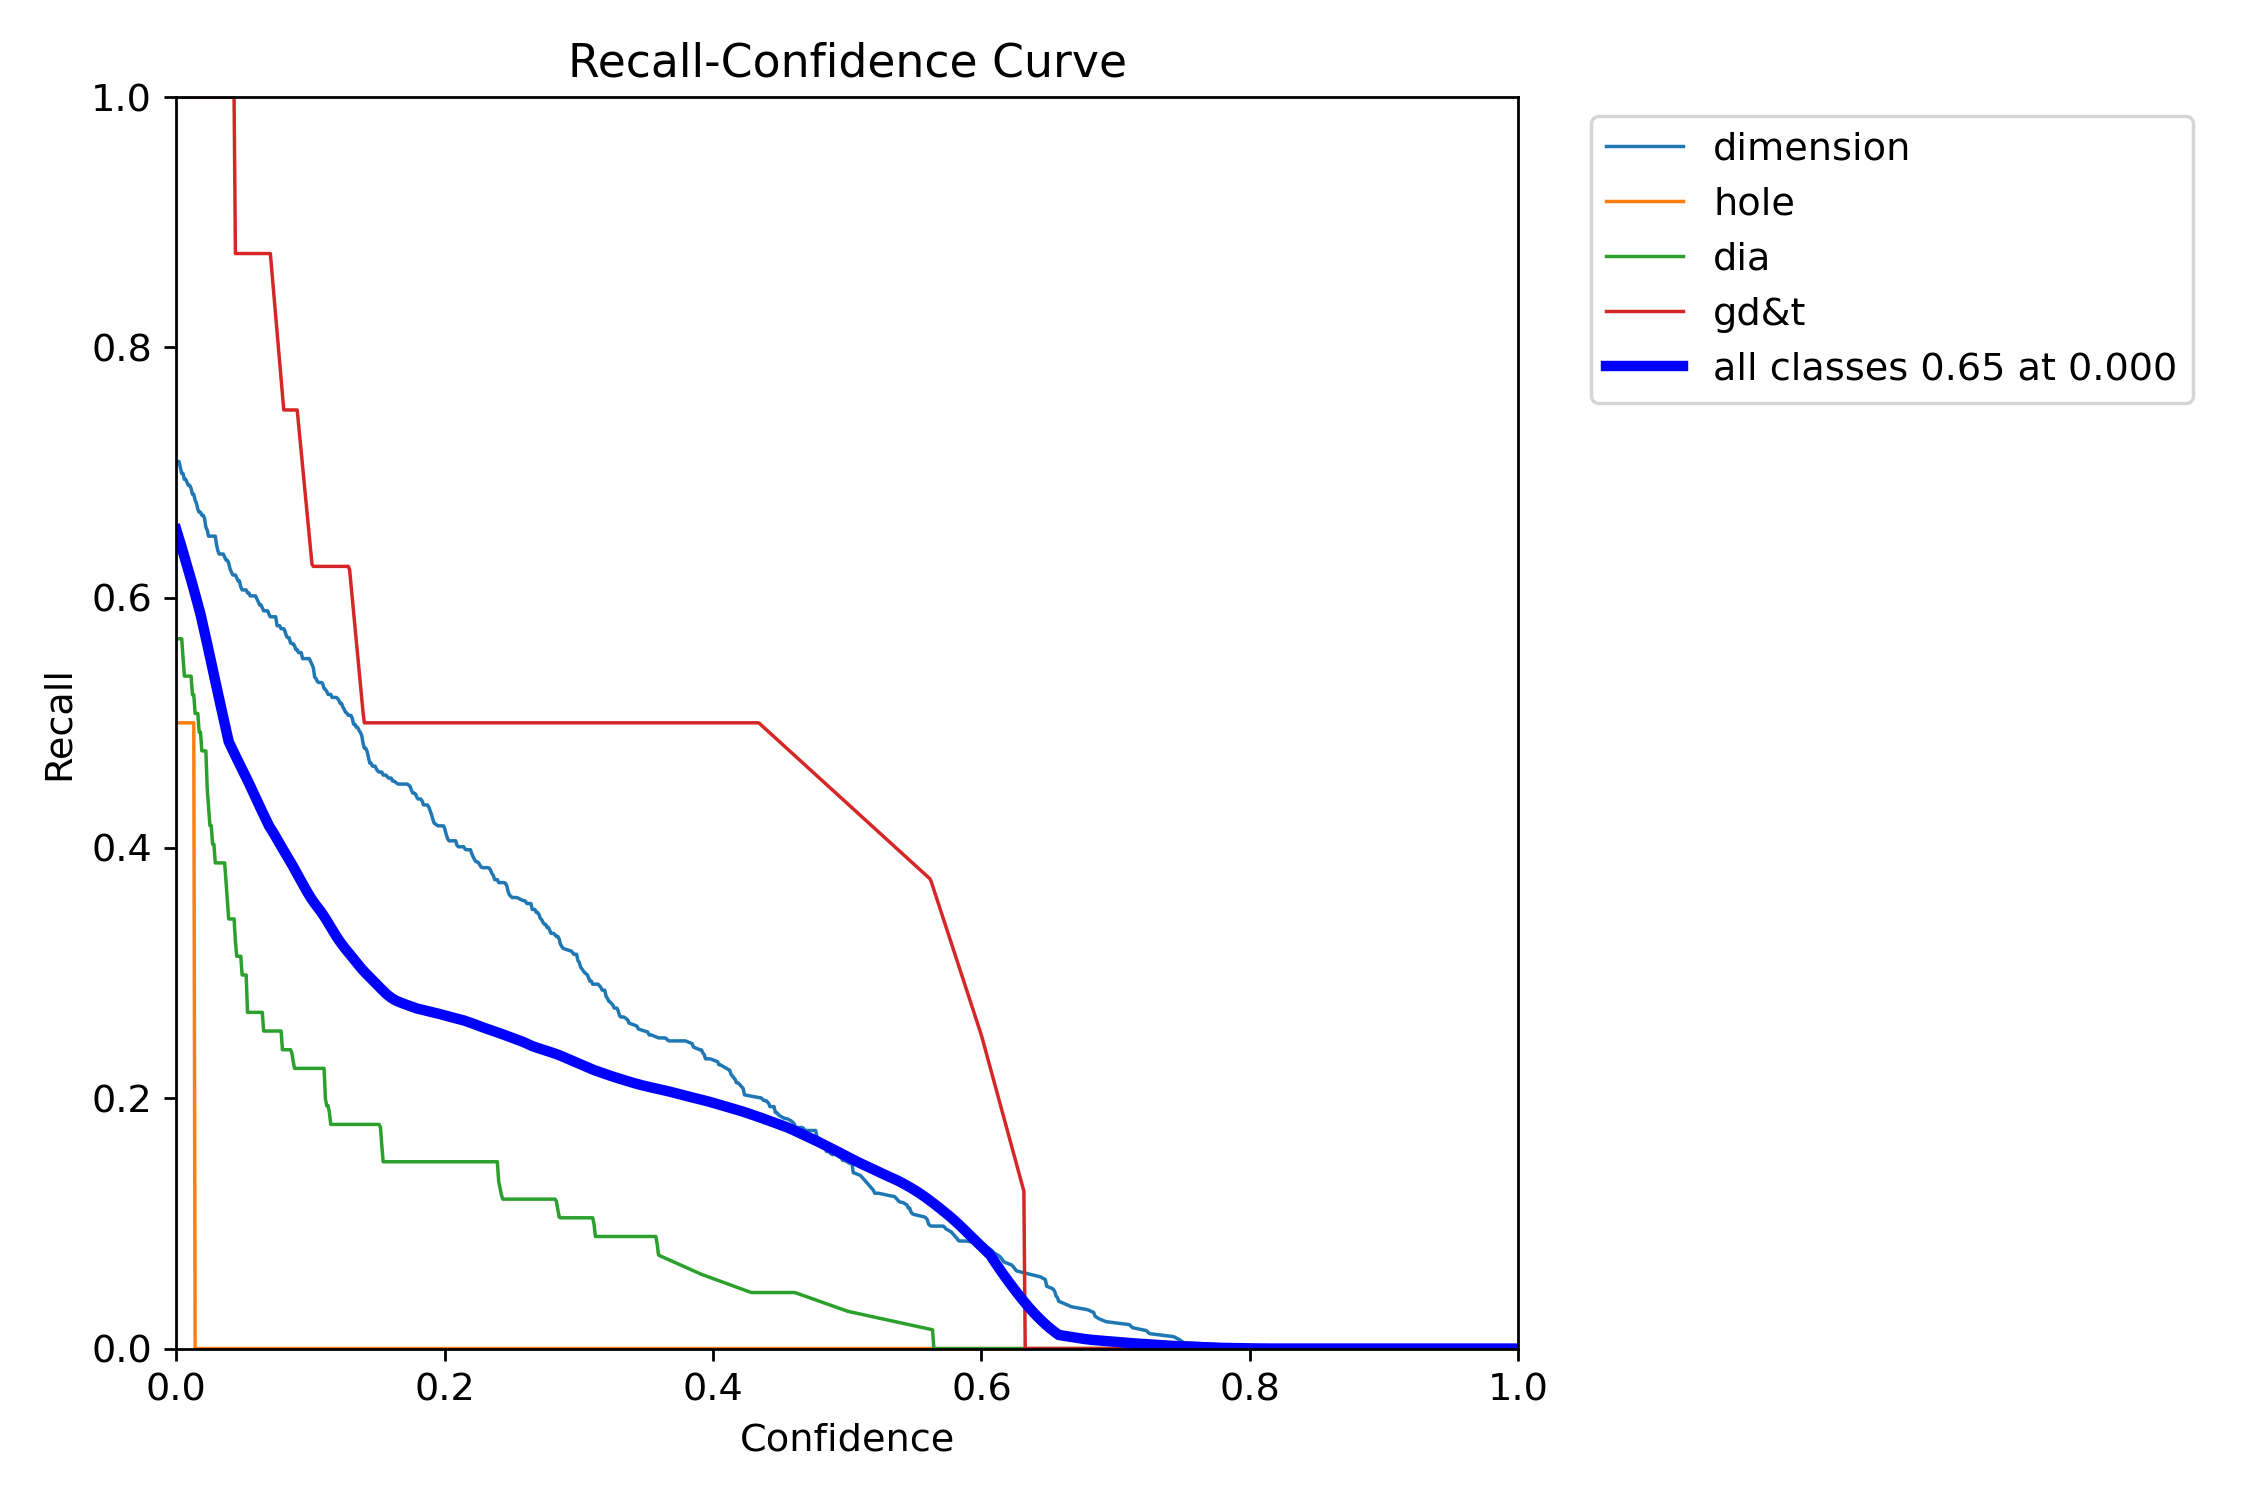 Recall-Confidence Curve
1.0
0.8
0.6
0.4
0.2
0.0
Recall
0.0 0.2 0.4 0.6 0.8 1.0
Confidence
dimension
hole
dia
gd&t
all classes 0.65 at 0.000